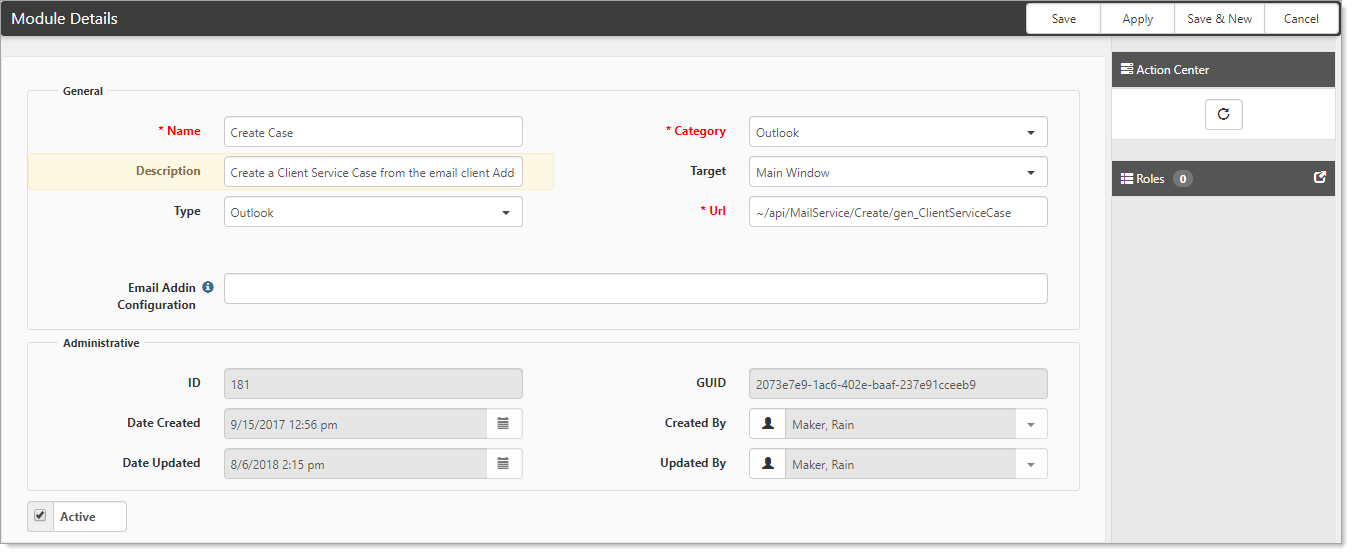 Module Details
Save
Apply
Save & New
Cancel
General
* Name
Create Case
* Category
Outlook
Description
Create a Client Service Case from the email client Add-
Target
Main Window
Type
Outlook
* Url
~/api/MailService/Create/gen_ClientServiceCase
Email Addin
Configuration
Administrative
ID
181
GUID
2073e7e9-1ac6-402e-baaf-237e91cceeb9
Date Created
9/15/2017 12:56 pm
Created By
Maker, Rain
Date Updated
8/6/2018 2:15 pm
Updated By
Maker, Rain
Active
Action Center
Roles 0